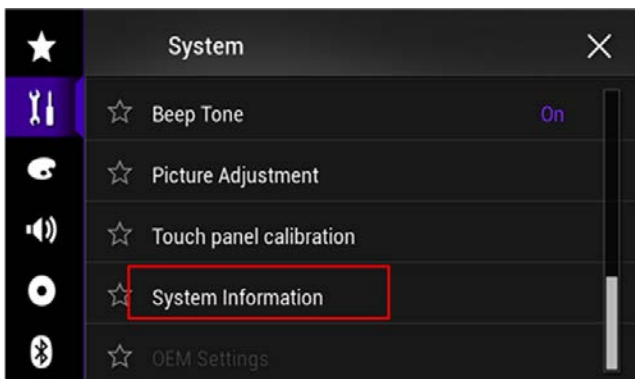 System
Beep Tone On
Picture Adjustment
Touch panel calibration
System Information
OEM Settings